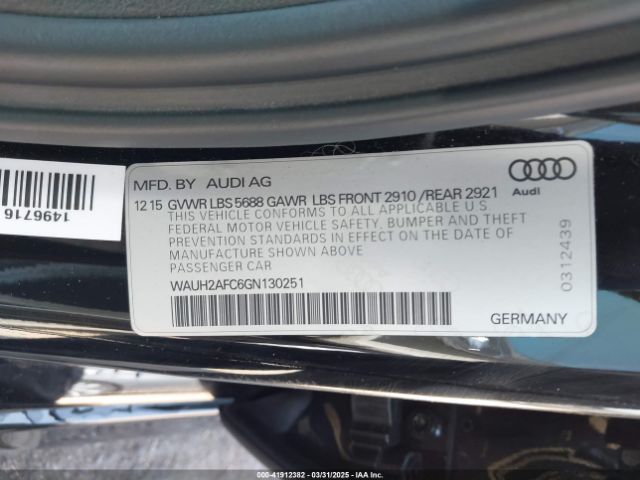 MFD. BY AUDI AG
Audi
12 15 GVWR LBS 5688 GAWR LBS FRONT 2910 /REAR 2921
THIS VEHICLE CONFORMS TO ALL APPLICABLE U.S.
FEDERAL MOTOR VEHICLE SAFETY, BUMPER AND THEFT
PREVENTION STANDARDS IN EFFECT ON THE DATE OF
MANUFACTURE SHOWN ABOVE
PASSENGER CAR
WAUH2AFC6GN130251
GERMANY
0312439
1496716
000-41912382 - 03/31/2025 - IAA, Inc.